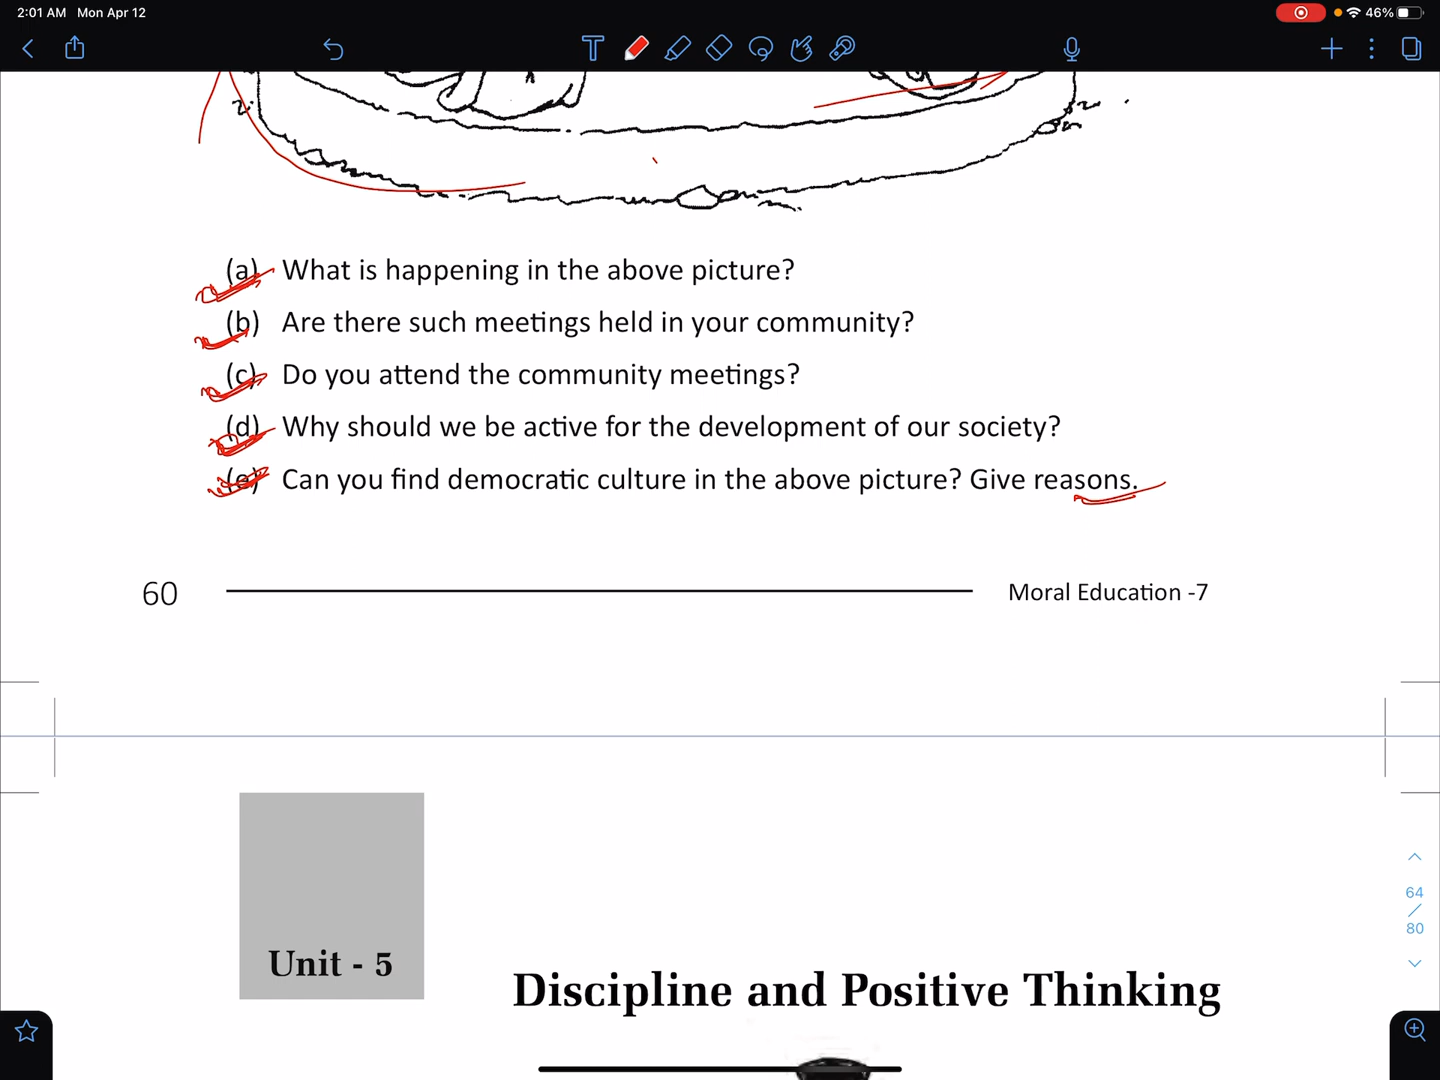 2:01 AM Mon Apr 12
46%
(a) What is happening in the above picture?
(b) Are there such meetings held in your community?
(c) Do you attend the community meetings?
(d) Why should we be active for the development of our society?
(e) Can you find democratic culture in the above picture? Give reasons.
60
Moral Education -7
64
/
80
Unit - 5
Discipline and Positive Thinking